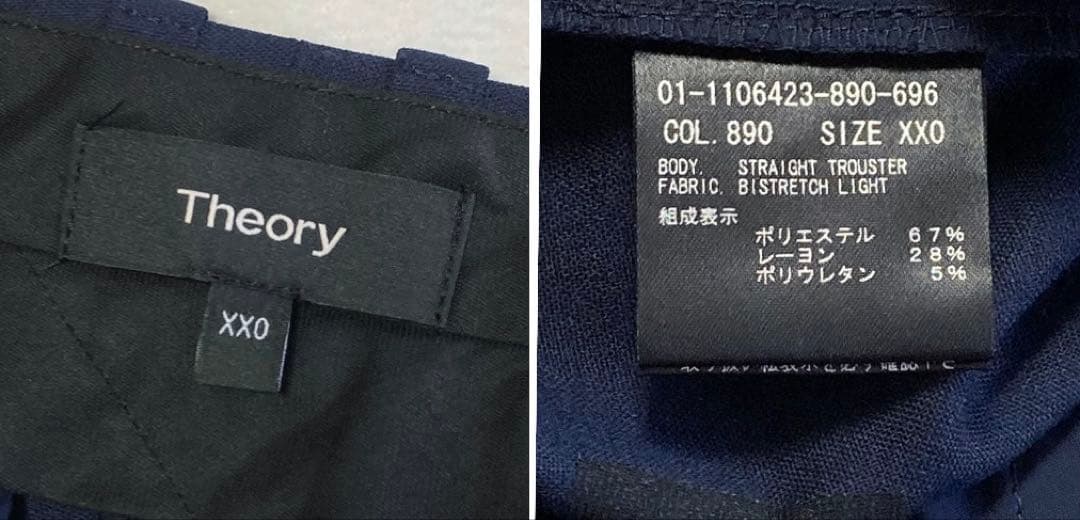 Theory
XXO
01-1106423-890-696
COL. 890 SIZE XXO
BODY. STRAIGHT TROUSTER
FABRIC. BISTRETCH LIGHT
組成表示
ポリエステル 67%
レーヨン 28%
ポリウレタン 5%